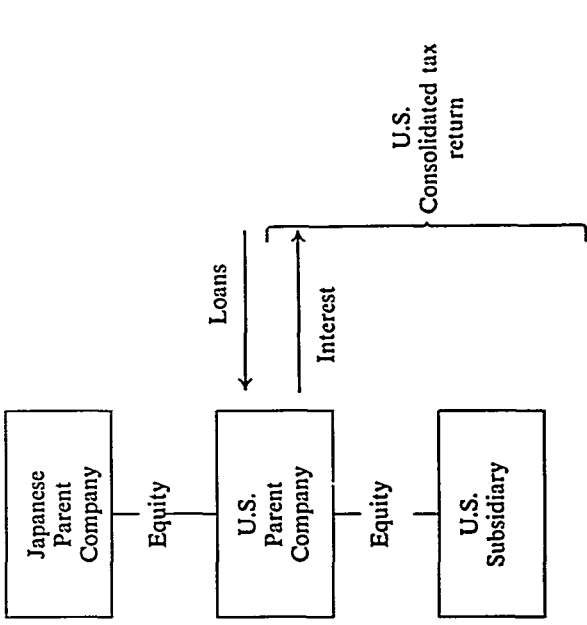 Japanese
Parent
Company
Equity
U.S.
Parent
Company
Loans
Interest
Equity
U.S.
Subsidiary
U.S.
Consolidated tax
return